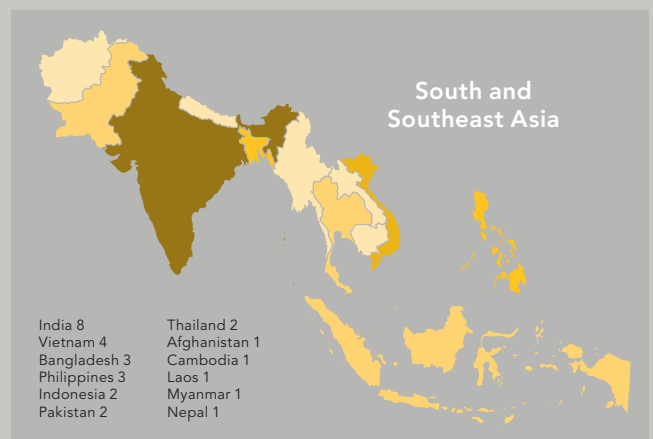 South and
Southeast Asia
India 8
Vietnam 4
Bangladesh 3
Philippines 3
Indonesia 2
Pakistan 2
Thailand 2
Afghanistan 1
Cambodia 1
Laos 1
Myanmar 1
Nepal 1